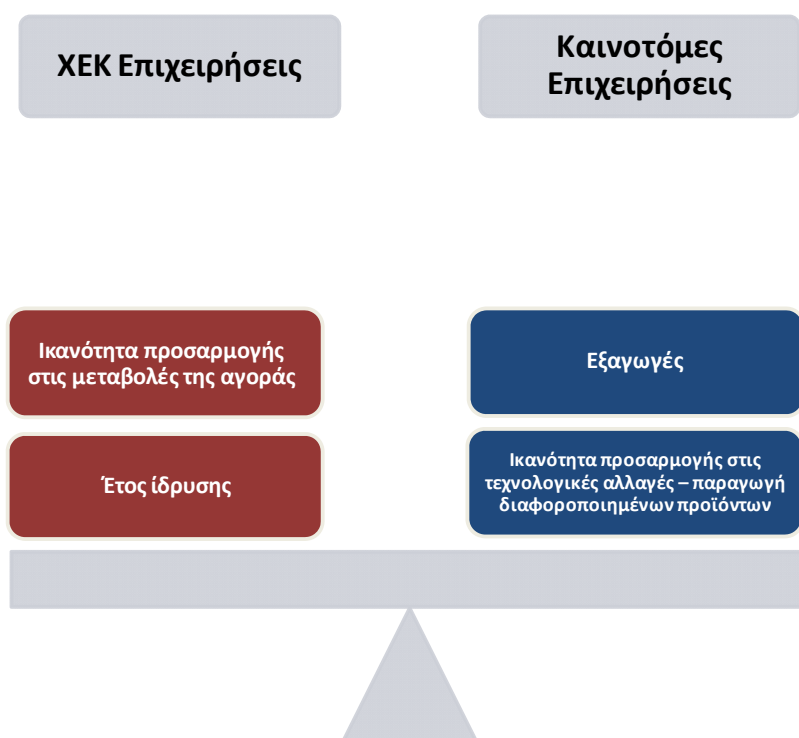 ΧΕΚ Επιχειρήσεις
Καινοτόμες
Επιχειρήσεις
Ικανότητα προσαρμογής
στις μεταβολές της αγοράς
Εξαγωγές
Έτος ίδρυσης
Ικανότητα προσαρμογής στις
τεχνολογικές αλλαγές – παραγωγή
διαφοροποιημένων προϊόντων